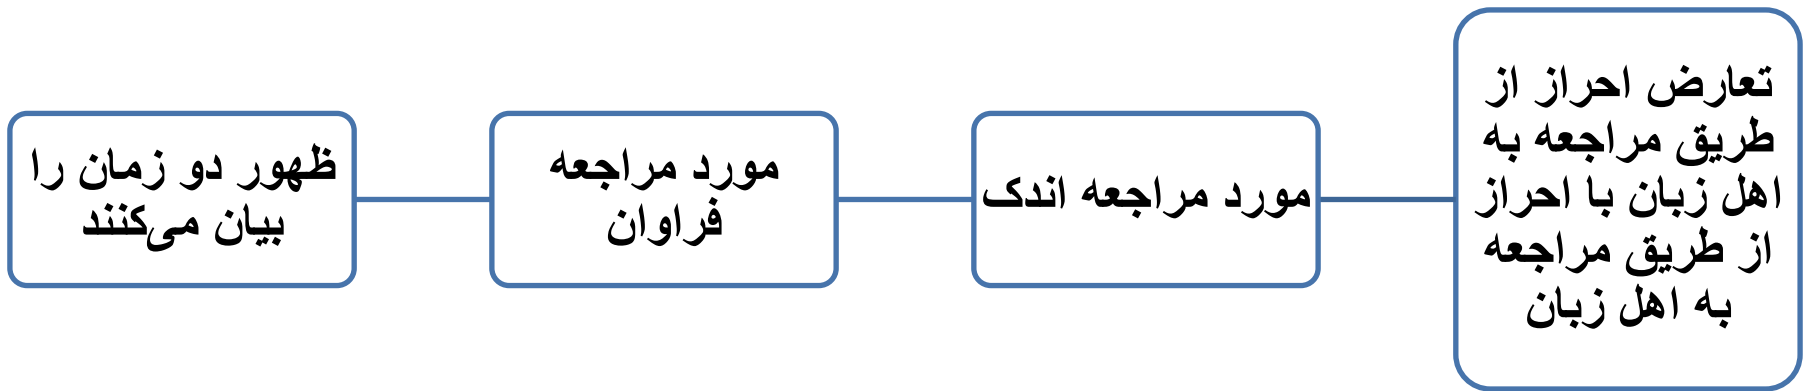 تعارض احراز از
طریق مراجعه به
اهل زبان با احراز
از طریق مراجعه
به اهل زبان
مورد مراجعه اندک
مورد مراجعه
فراوان
ظهور دو زمان را
بیان می‌کنند